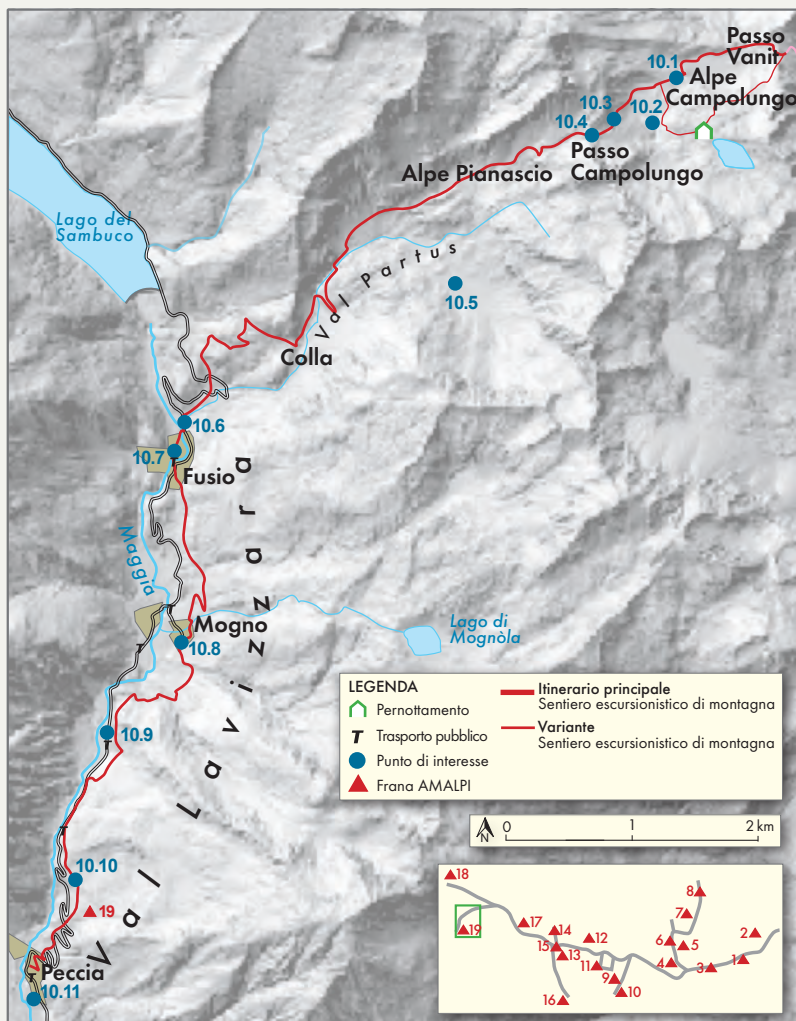 Passo
Vanit
10.1
Alpe
Campolungo
10.3
10.2
10.4
Passo
Campolungo
Alpe Pianascio
Lago del
Sambuco
Val Partus
10.5
Colla
10.6
10.7
T
Fusio
Maggia
Val Lavizzara
T
Mogno
Lago di
Mognòla
10.8
T
10.9
T
T
10.10
19
T
Peccia
10.11
LEGENDA
Pernottamento
T Trasporto pubblico
Punto di interesse
Frana AMALPI
Itinerario principale
Sentiero escursionistico di montagna
Variante
Sentiero escursionistico di montagna
N
0 1 2 km
18
8
7
17
14
19
12
6
5
2
15
13
11
4
3
1
9
10
16